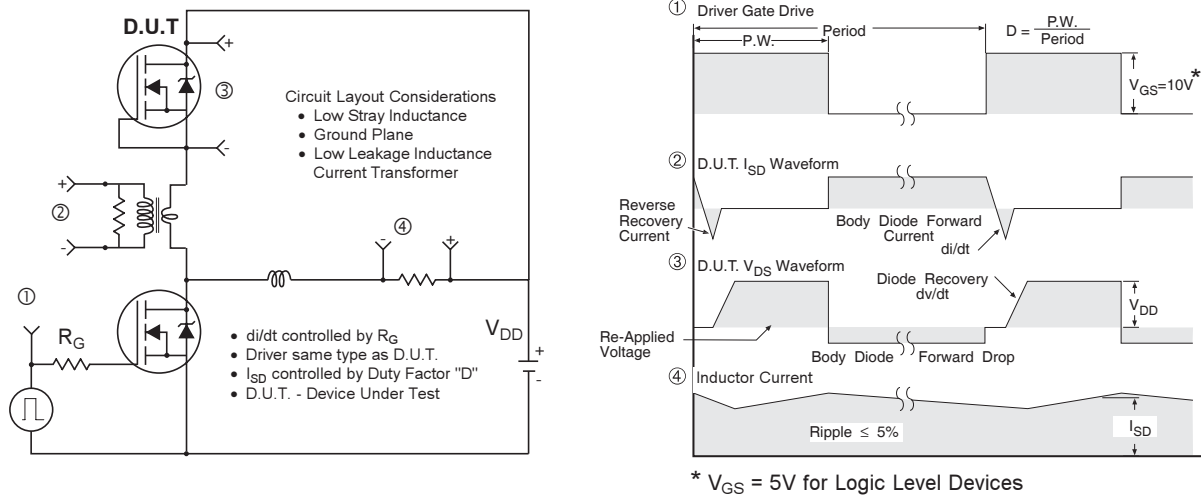 D.U.T
+
③
-
Circuit Layout Considerations
• Low Stray Inductance
• Ground Plane
• Low Leakage Inductance
Current Transformer
+
②
-
④
-
+
①
R_G
• di/dt controlled by R_G
• Driver same type as D.U.T.
• I_SD controlled by Duty Factor "D"
• D.U.T. - Device Under Test
V_DD
+
-
① Driver Gate Drive
P.W.
Period
D = P.W.
Period
V_GS=10V*
② D.U.T. I_SD Waveform
Reverse
Recovery
Current
Body Diode Forward
Current
di/dt
③ D.U.T. V_DS Waveform
Diode Recovery
dv/dt
V_DD
Re-Applied
Voltage
Body Diode Forward Drop
④ Inductor Current
Ripple ≤ 5%
I_SD
* V_GS = 5V for Logic Level Devices